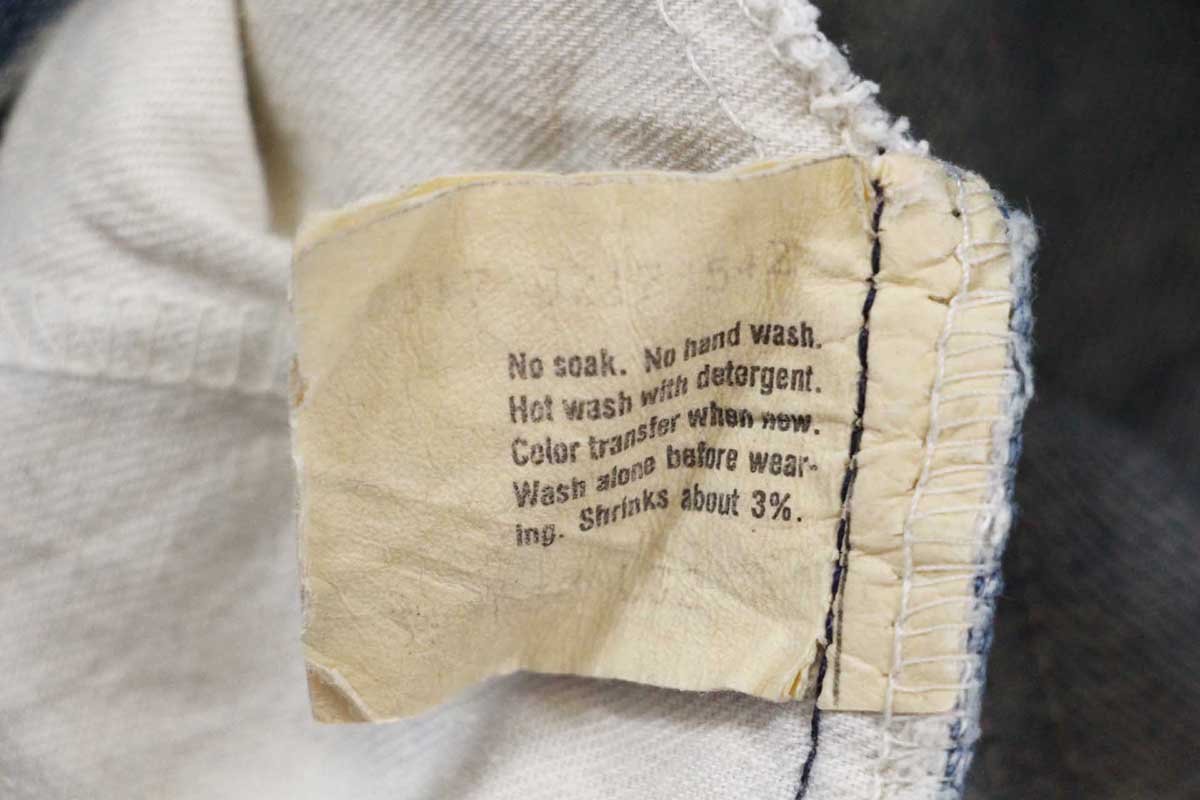 No soak. No hand wash.
Hot wash with detergent.
Color transfer when new.
Wash alone before wear-
ing. Shrinks about 3%.